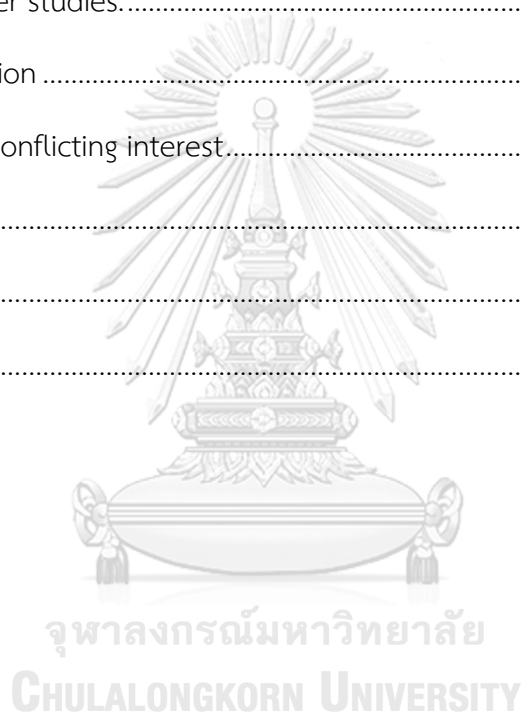 er studies.........................................................................
ion ....................................................................................
onflicting interest..........................................................
...........................................................................................
...........................................................................................
...........................................................................................
จุฬาลงกรณ์มหาวิทยาลัย
CHULALONGKORN UNIVERSITY